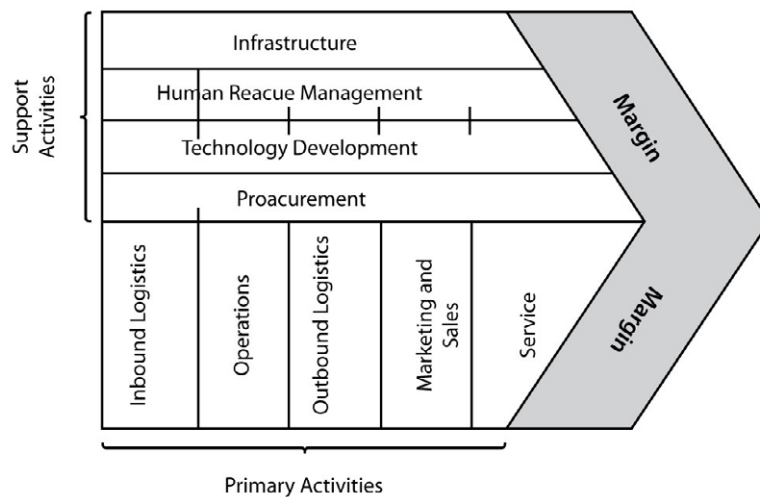 Support
Activities
Infrastructure
Human Reacue Management
Technology Development
Proacurement
Inbound Logistics
Operations
Outbound Logistics
Marketing and
Sales
Service
Margin
Margin
Primary Activities